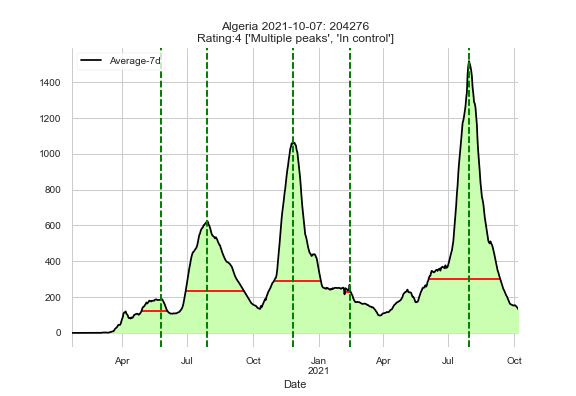 Algeria 2021-10-07: 204276
Rating:4 ['Multiple peaks', 'In control']
Average-7d
1400
1200
1000
800
600
400
200
0
Apr Jul Oct Jan Apr Jul Oct
2021
Date